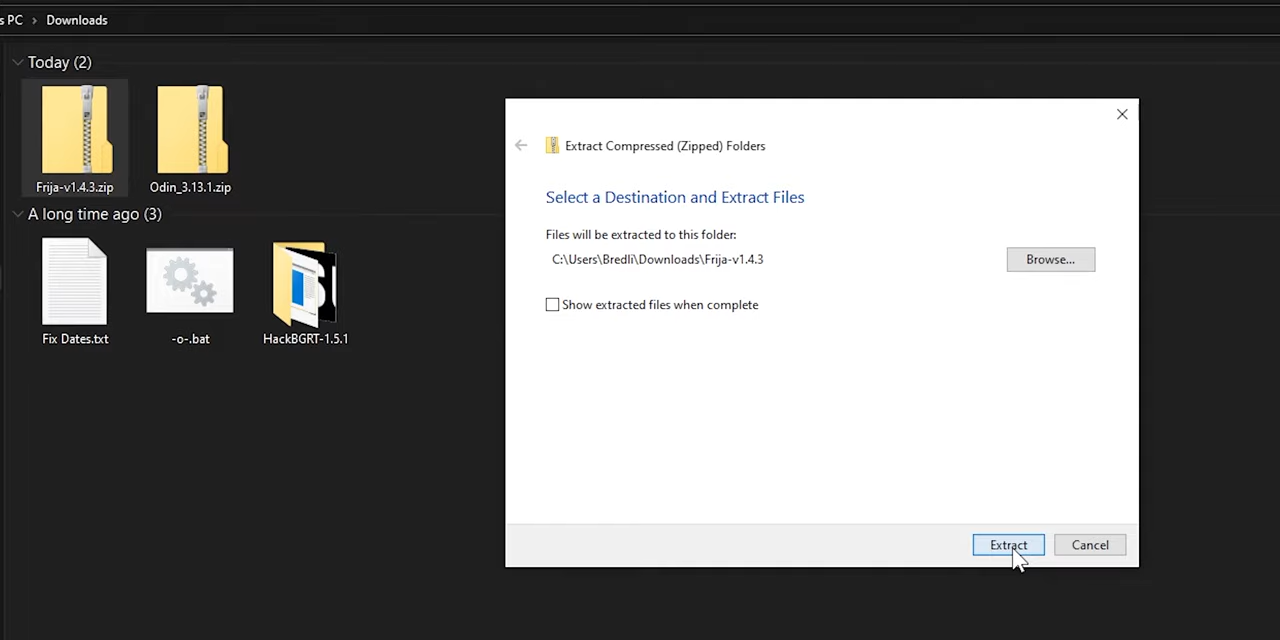 s PC > Downloads
Today (2)
Frija-v1.4.3.zip
Odin_3.13.1.zip
A long time ago (3)
Fix Dates.txt
-o-.bat
HackBGRT-1.5.1
Extract Compressed (Zipped) Folders
Select a Destination and Extract Files
Files will be extracted to this folder:
C:\Users\Bredli\Downloads\Frija-v1.4.3
Browse...
Show extracted files when complete
Extract
Cancel